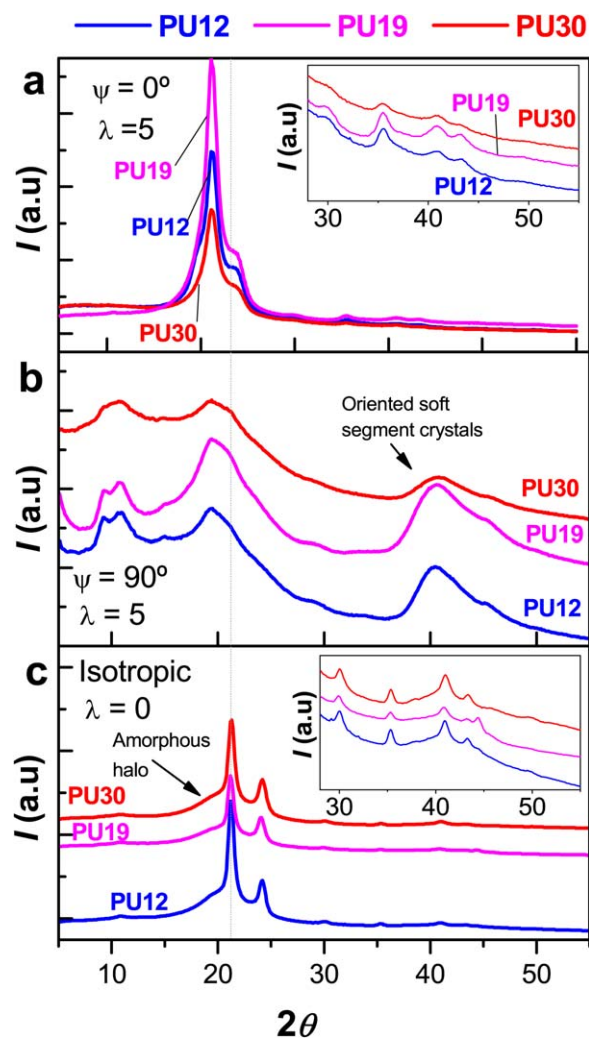 PU12 PU19 PU30
a
ψ = 0º
λ =5
PU19
PU12
PU30
I (a.u)
I (a.u)
PU19
PU30
PU12
30 40 50
b
Oriented soft
segment crystals
PU30
PU19
PU12
ψ = 90º
λ = 5
I (a.u)
c
Isotropic
λ = 0
Amorphous
halo
PU30
PU19
PU12
I (a.u)
I (a.u)
30 40 50
10 20 30 40 50
2θ